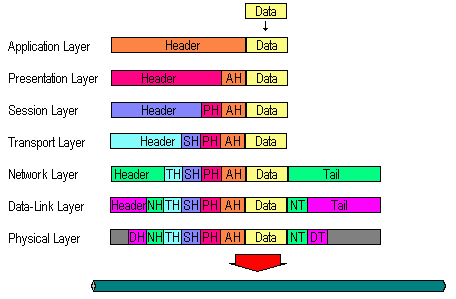 Data
Application Layer Header Data
Presentation Layer Header AH Data
Session Layer Header PH AH Data
Transport Layer Header SH PH AH Data
Network Layer Header TH SH PH AH Data Tail
Data-Link Layer Header NH TH SH PH AH Data NT Tail
Physical Layer DH NH TH SH PH AH Data NT DT